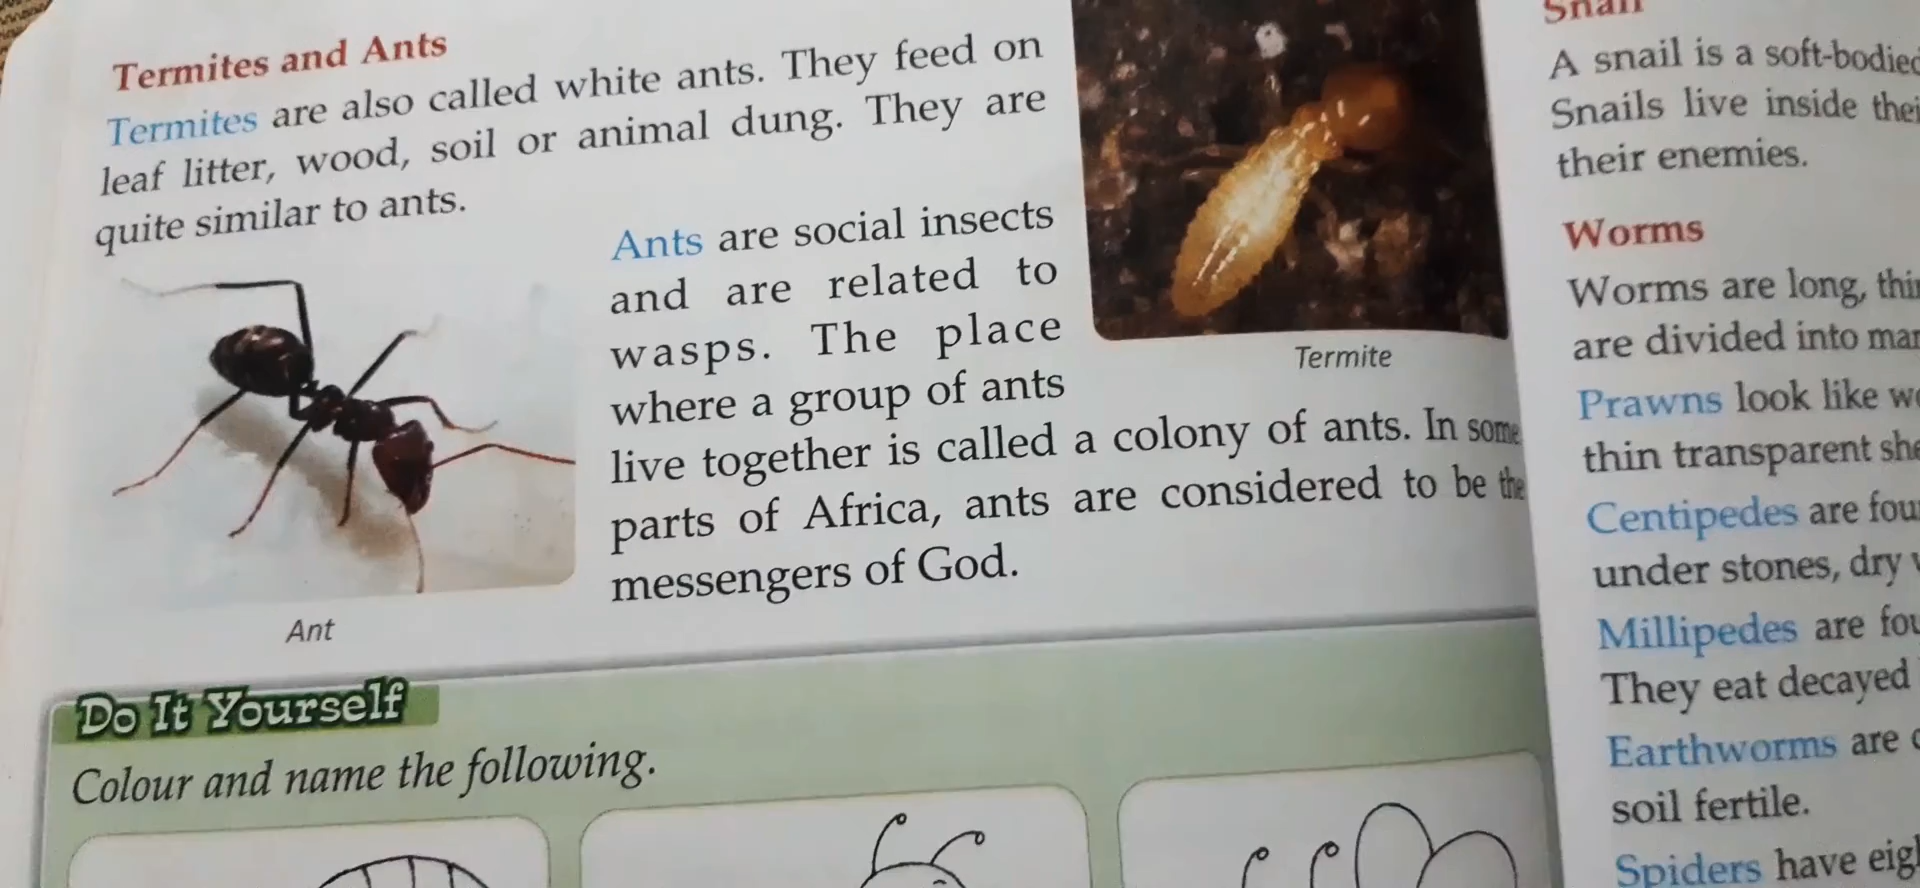 Termites and Ants
Termites are also called white ants. They feed on
leaf litter, wood, soil or animal dung. They are
quite similar to ants.
Ants are social insects
and are related to
wasps. The place
where a group of ants
live together is called a colony of ants. In some
parts of Africa, ants are considered to be the
messengers of God.
Termite
Ant
Do It Yourself
Colour and name the following.
Snail
A snail is a soft-bodied
Snails live inside
their enemies.
Worms
Worms are long,
are divided into
Prawns look like
thin transparent
Centipedes are
under stones, dry
Millipedes are
They eat decayed
Earthworms are
soil fertile.
Spiders have